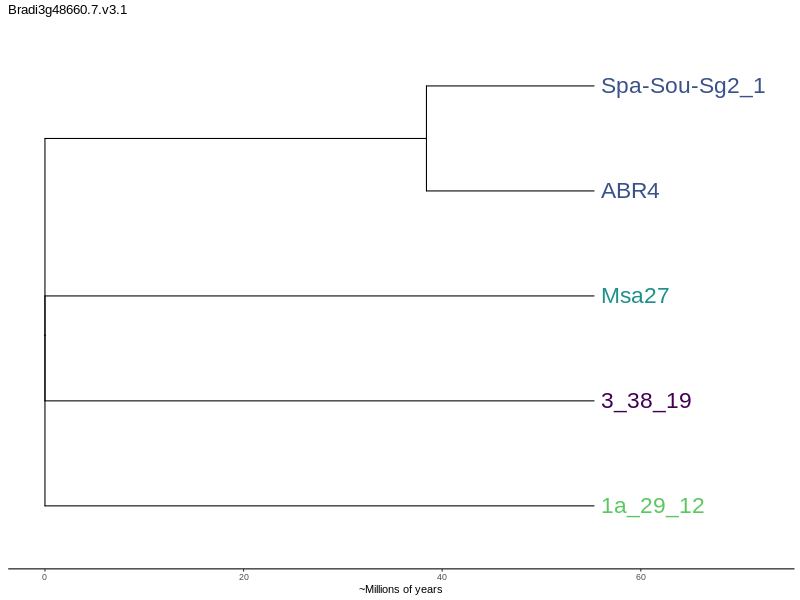 Bradi3g48660.7.v3.1
Spa-Sou-Sg2_1
ABR4
Msa27
3_38_19
1a_29_12
0 20 40 60
~Millions of years